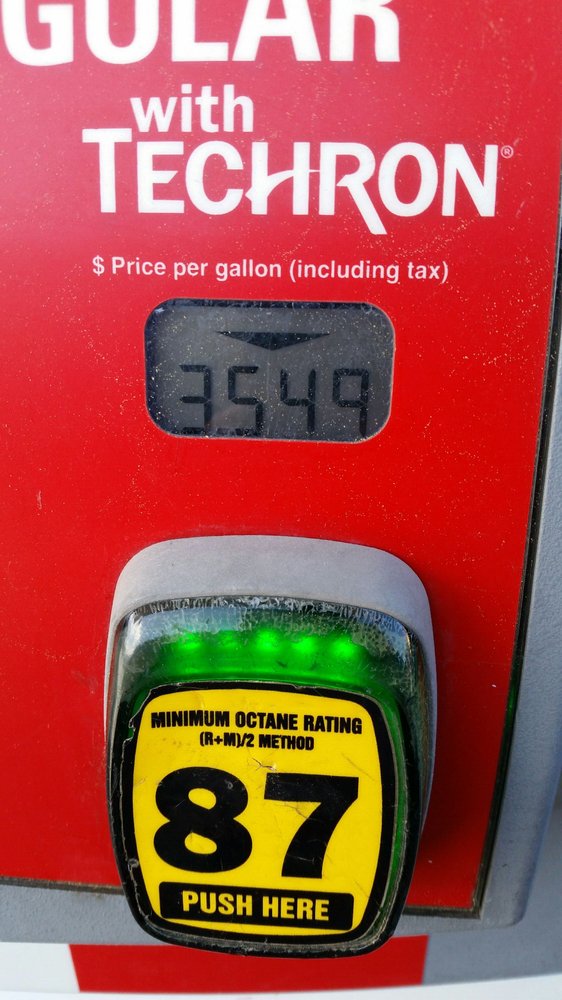 GULAR
with
TECHRON®
$ Price per gallon (including tax)
3549
MINIMUM OCTANE RATING
(R+M)/2 METHOD
87
PUSH HERE